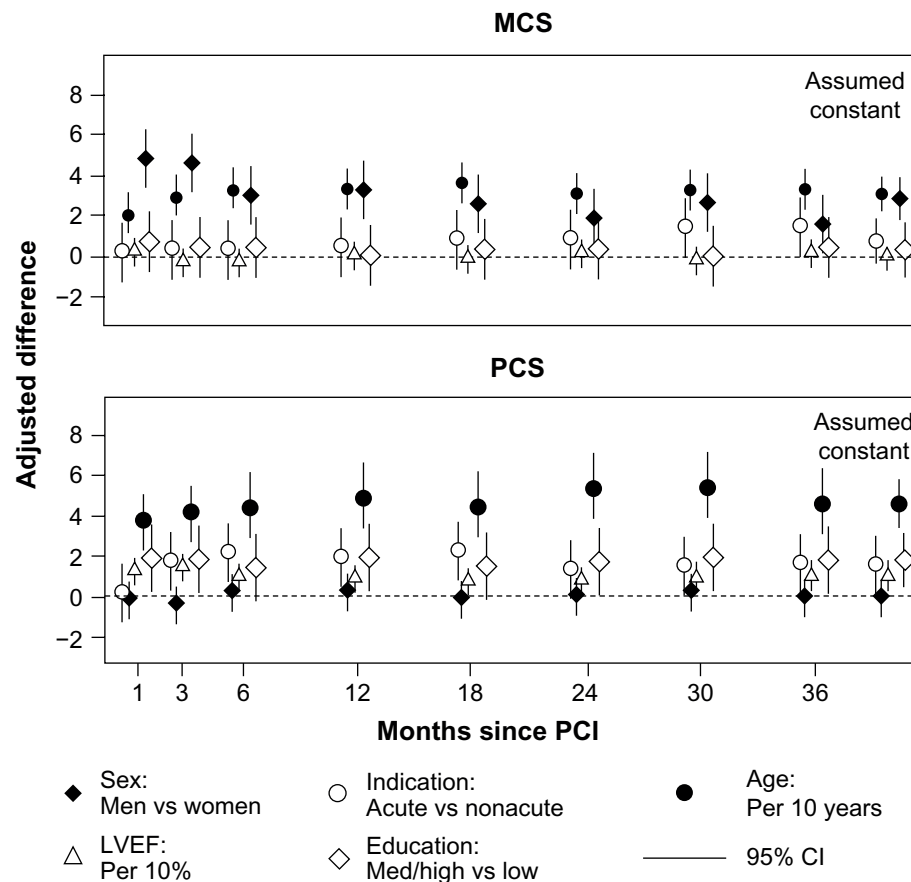 MCS
Assumed
constant
8
6
4
2
0
−2
Adjusted difference
PCS
Assumed
constant
8
6
4
2
0
−2
1 3 6 12 18 24 30 36
Months since PCI
Sex:
Men vs women
Indication:
Acute vs nonacute
Age:
Per 10 years
LVEF:
Per 10%
Education:
Med/high vs low
95% CI